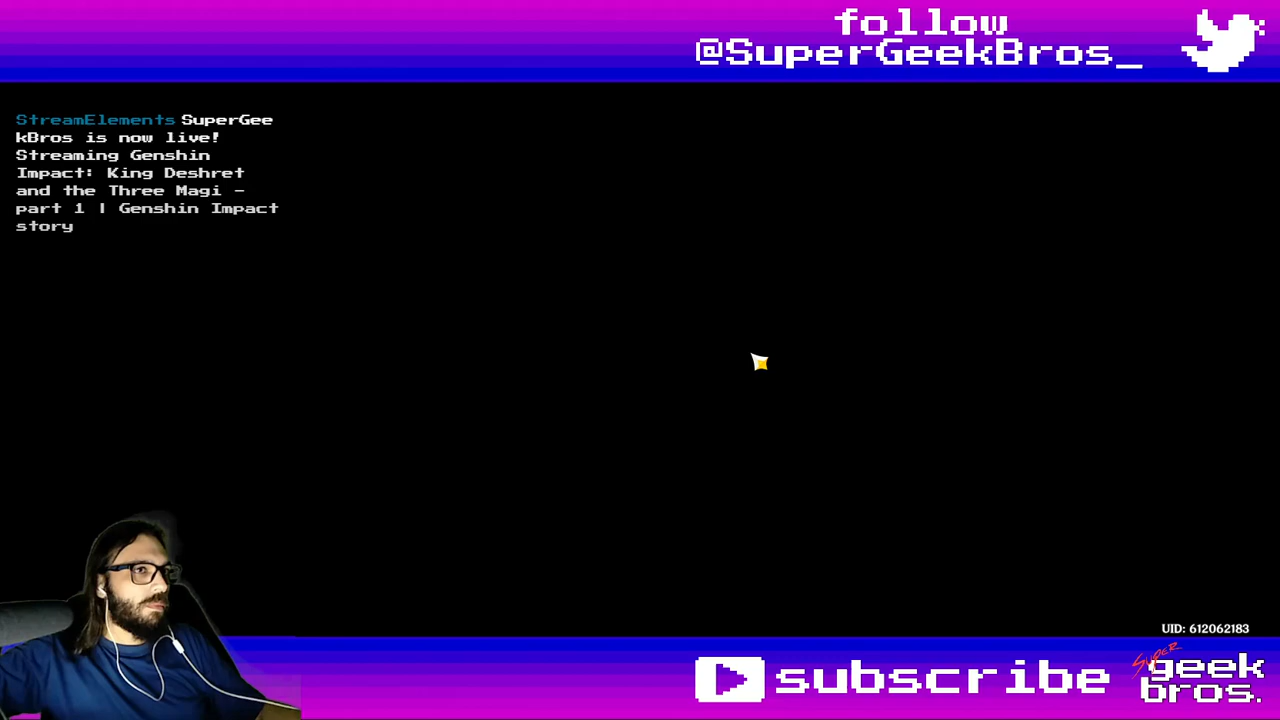 follow
@SuperGeekBros_
StreamElements SuperGee
kBros is now live!
Streaming Genshin
Impact: King Deshret
and the Three Magi -
part 1 | Genshin Impact
story
UID: 612062183
subscribe
SUPER
geek
bros.